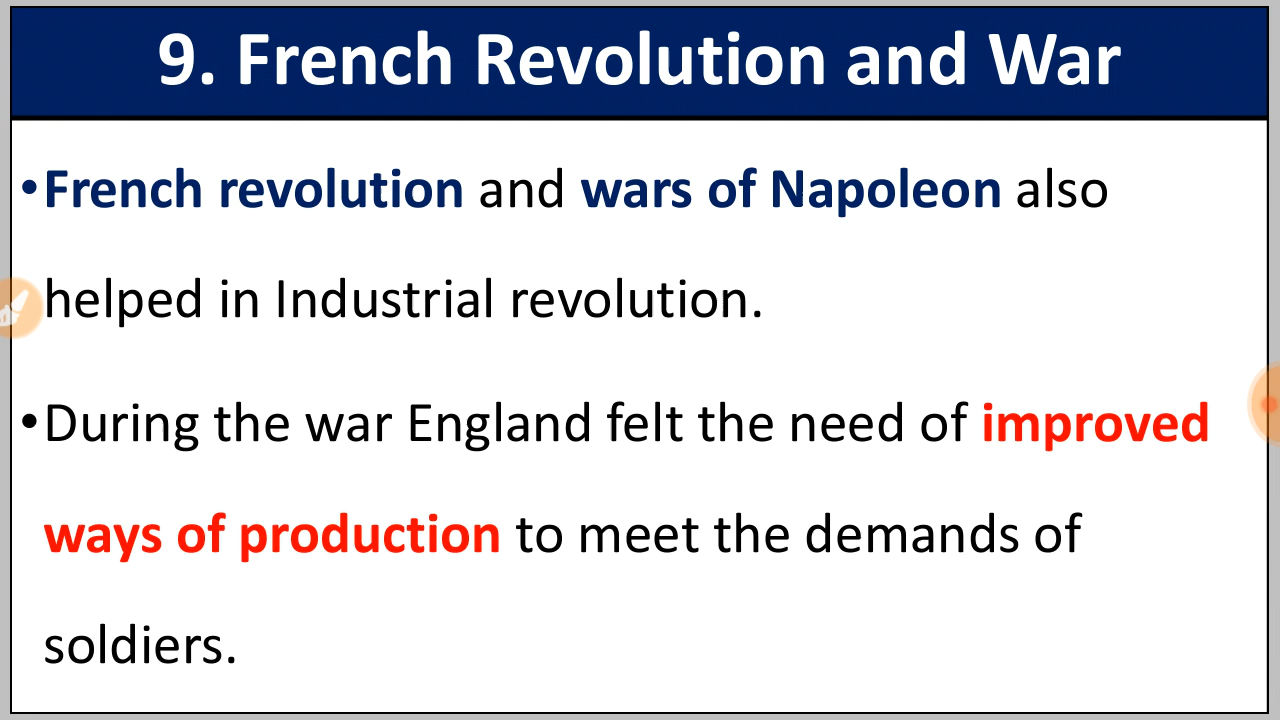 9. French Revolution and War
•French revolution and wars of Napoleon also
helped in Industrial revolution.
•During the war England felt the need of improved
ways of production to meet the demands of
soldiers.